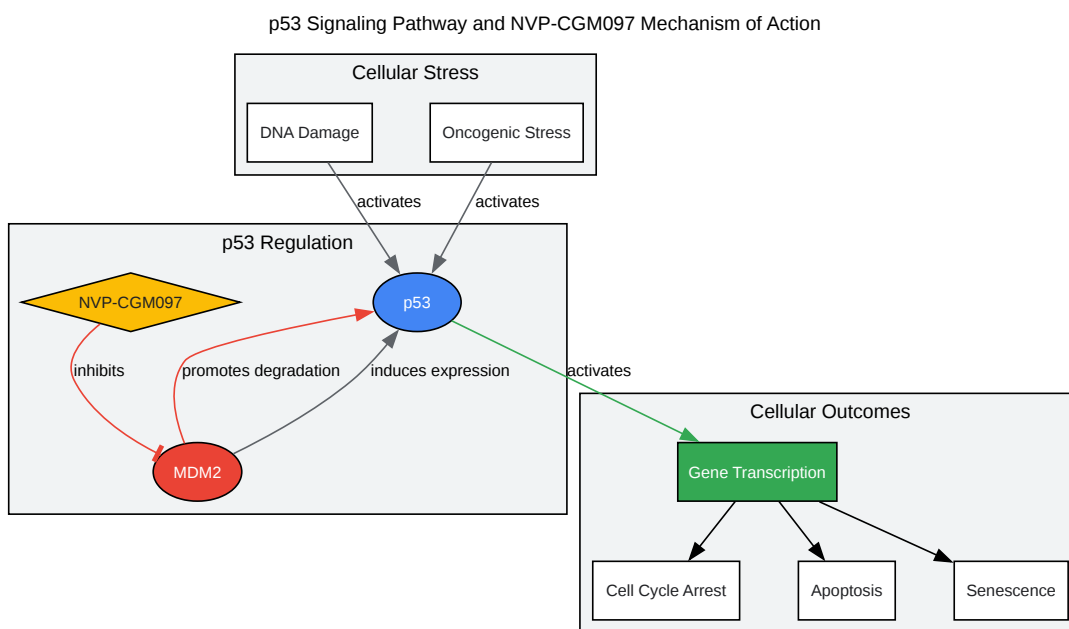 p53 Signaling Pathway and NVP-CGM097 Mechanism of Action
Cellular Stress
DNA Damage
Oncogenic Stress
activates
activates
p53 Regulation
NVP-CGM097
p53
inhibits
promotes degradation
induces expression
activates
MDM2
Cellular Outcomes
Gene Transcription
Cell Cycle Arrest
Apoptosis
Senescence